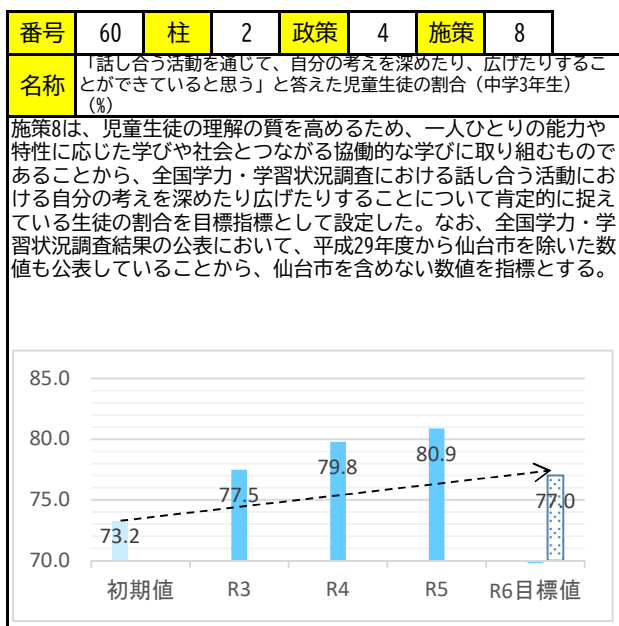 番号 60 柱 2 政策 4 施策 8
名称
「話し合う活動を通じて、自分の考えを深めたり、広げたりするこ
とができていると思う」と答えた児童生徒の割合（中学3年生）
（%）
施策8は、児童生徒の理解の質を高めるため、一人ひとりの能力や
特性に応じた学びや社会とつながる協働的な学びに取り組むもので
あることから、全国学力・学習状況調査における話し合う活動にお
ける自分の考えを深めたり広げたりすることについて肯定的に捉え
ている生徒の割合を目標指標として設定した。なお、全国学力・学
習状況調査結果の公表において、平成29年度から仙台市を除いた数
値も公表していることから、仙台市を含めない数値を指標とする。
85.0
80.0
75.0
70.0
73.2
77.5
79.8
80.9
77.0
初期値 R3 R4 R5 R6目標値